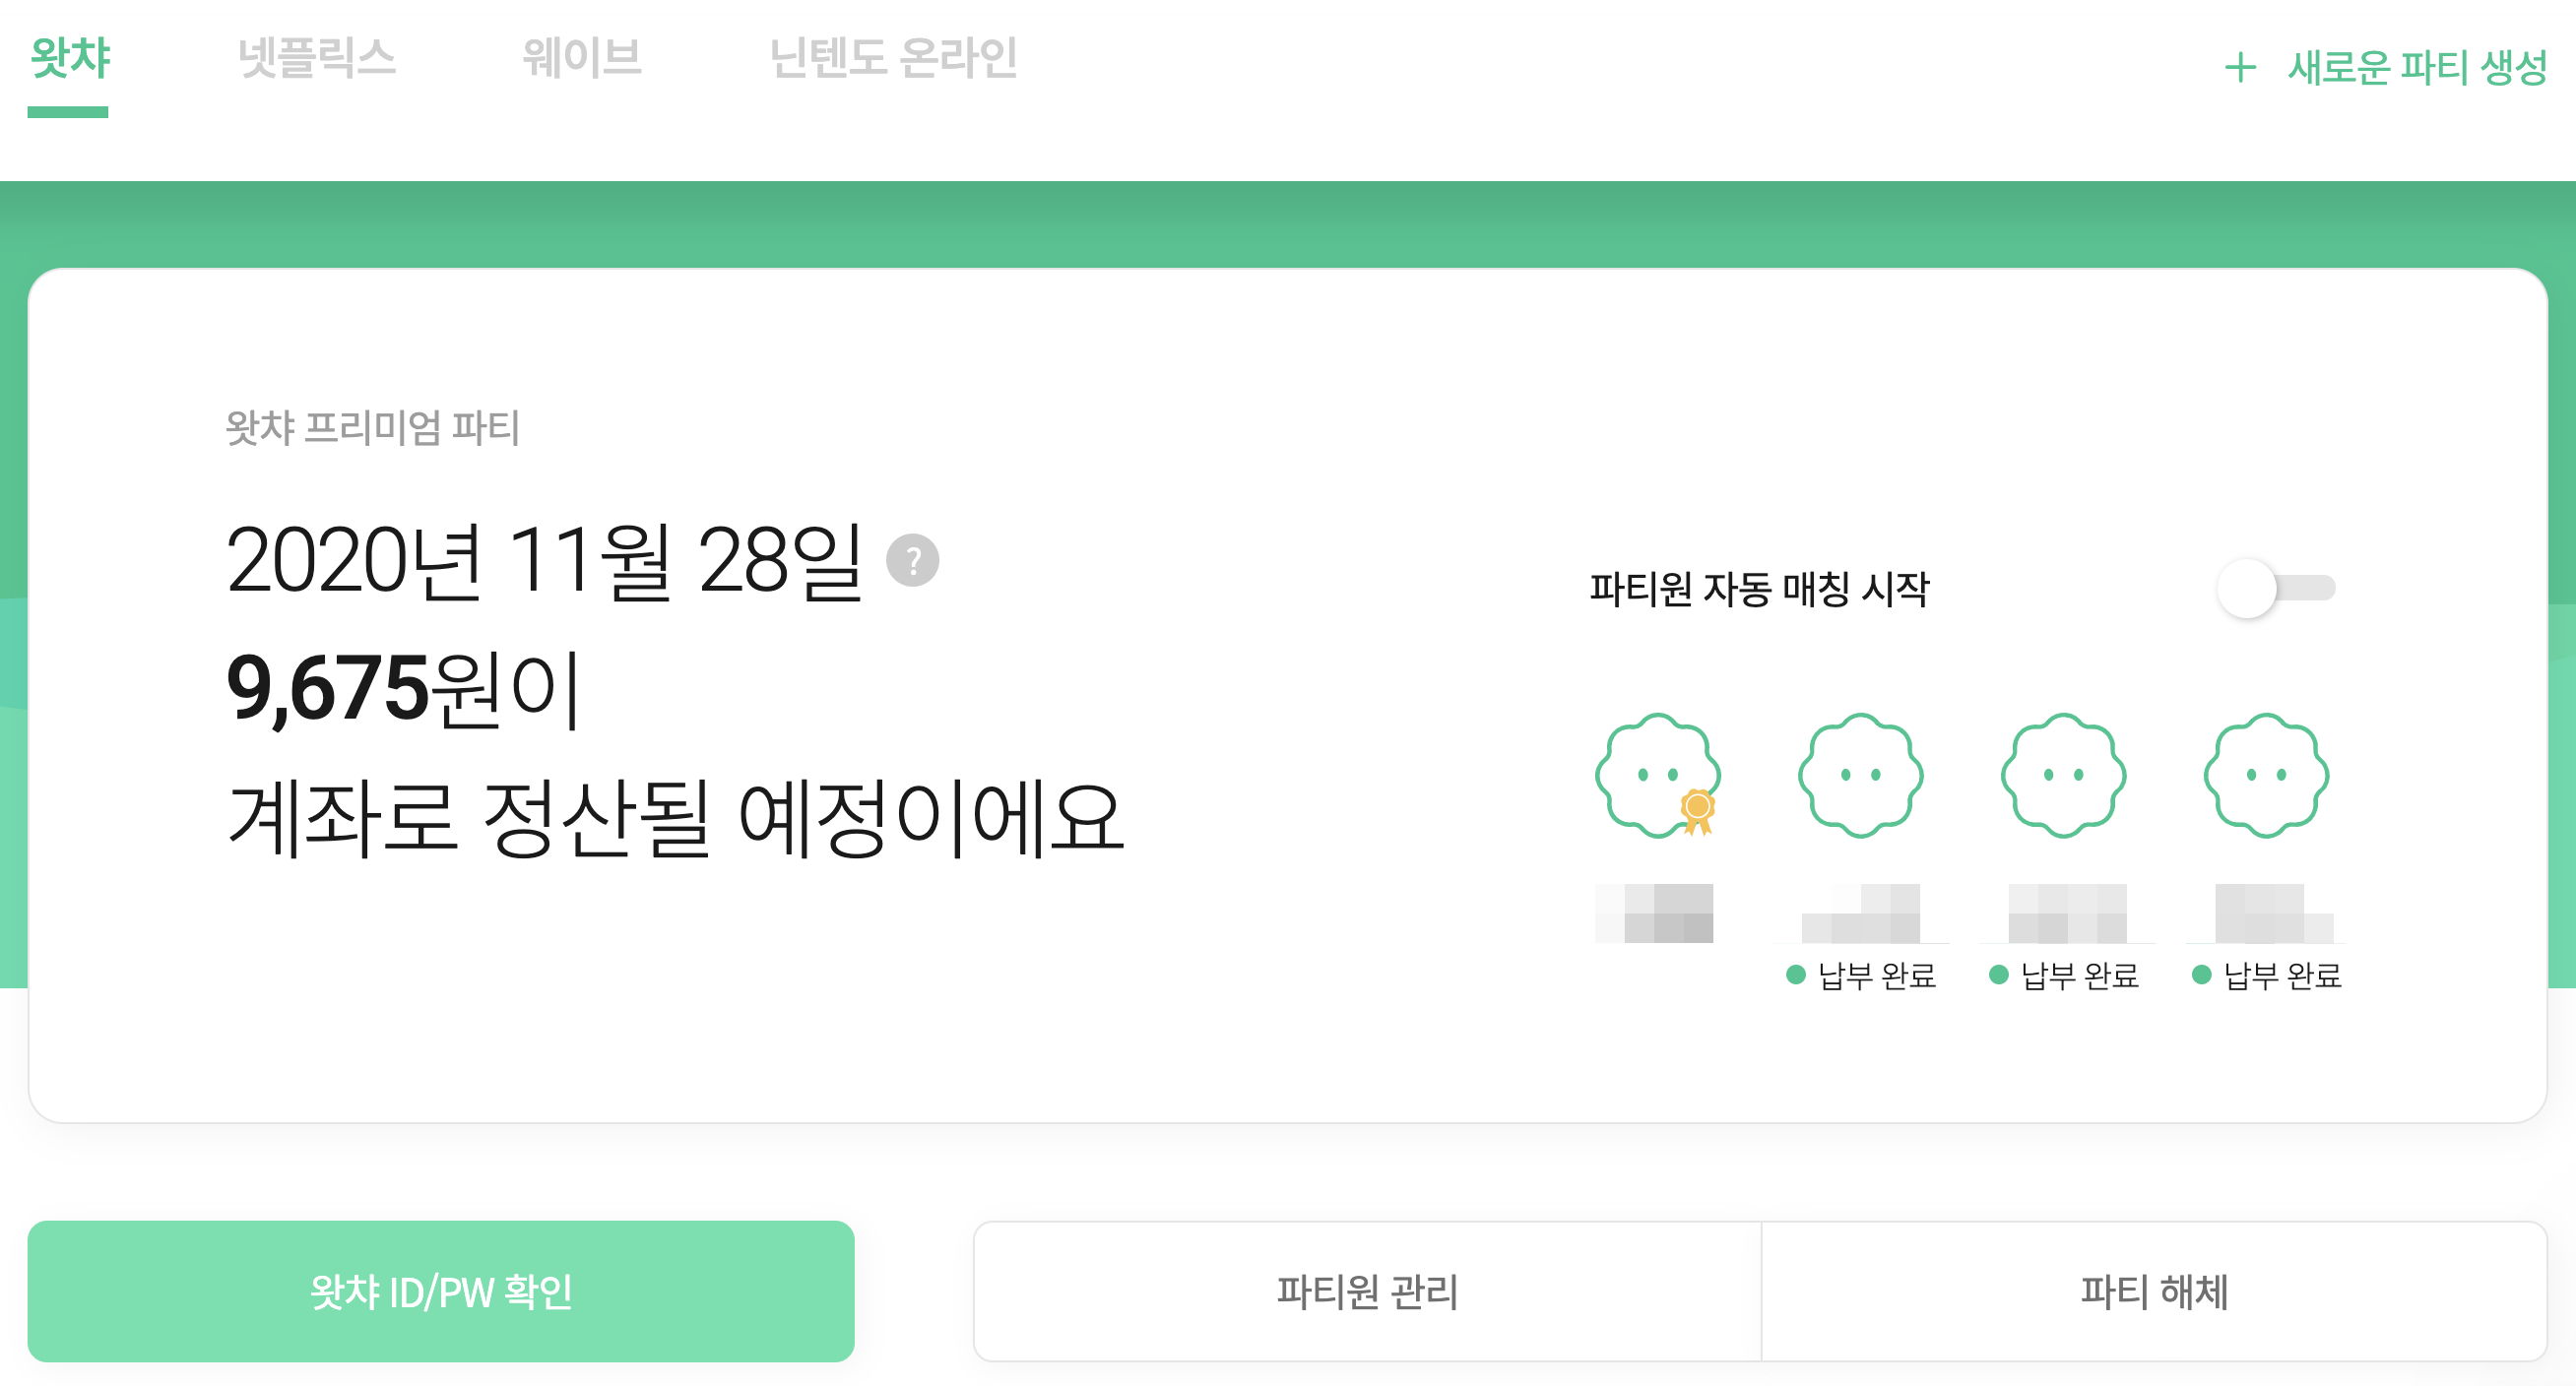 왓챠
넷플릭스
웨이브
닌텐도 온라인
+ 새로운 파티 생성
왓챠 프리미엄 파티
2020년 11월 28일 ?
9,675원이
계좌로 정산될 예정이에요
파티원 자동 매칭 시작
납부 완료
납부 완료
납부 완료
왓챠 ID/PW 확인
파티원 관리
파티 해체